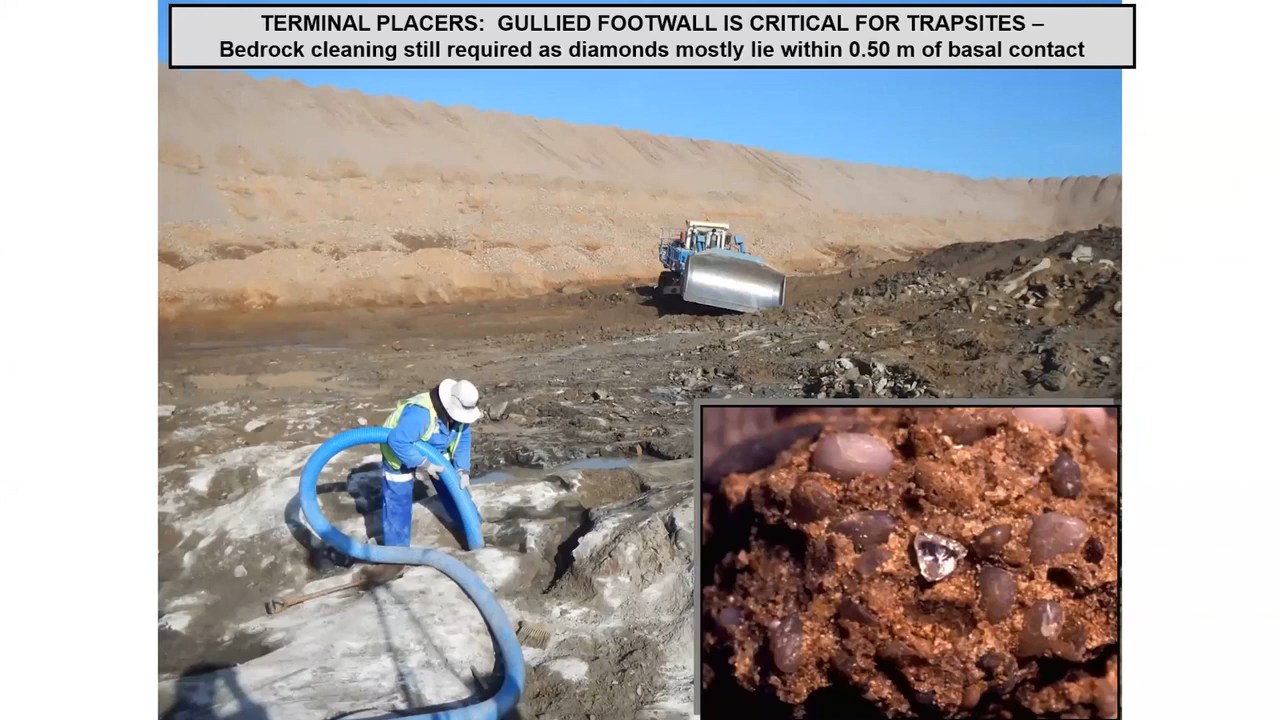 TERMINAL PLACERS: GULLIED FOOTWALL IS CRITICAL FOR TRAPSITES –
Bedrock cleaning still required as diamonds mostly lie within 0.50 m of basal contact